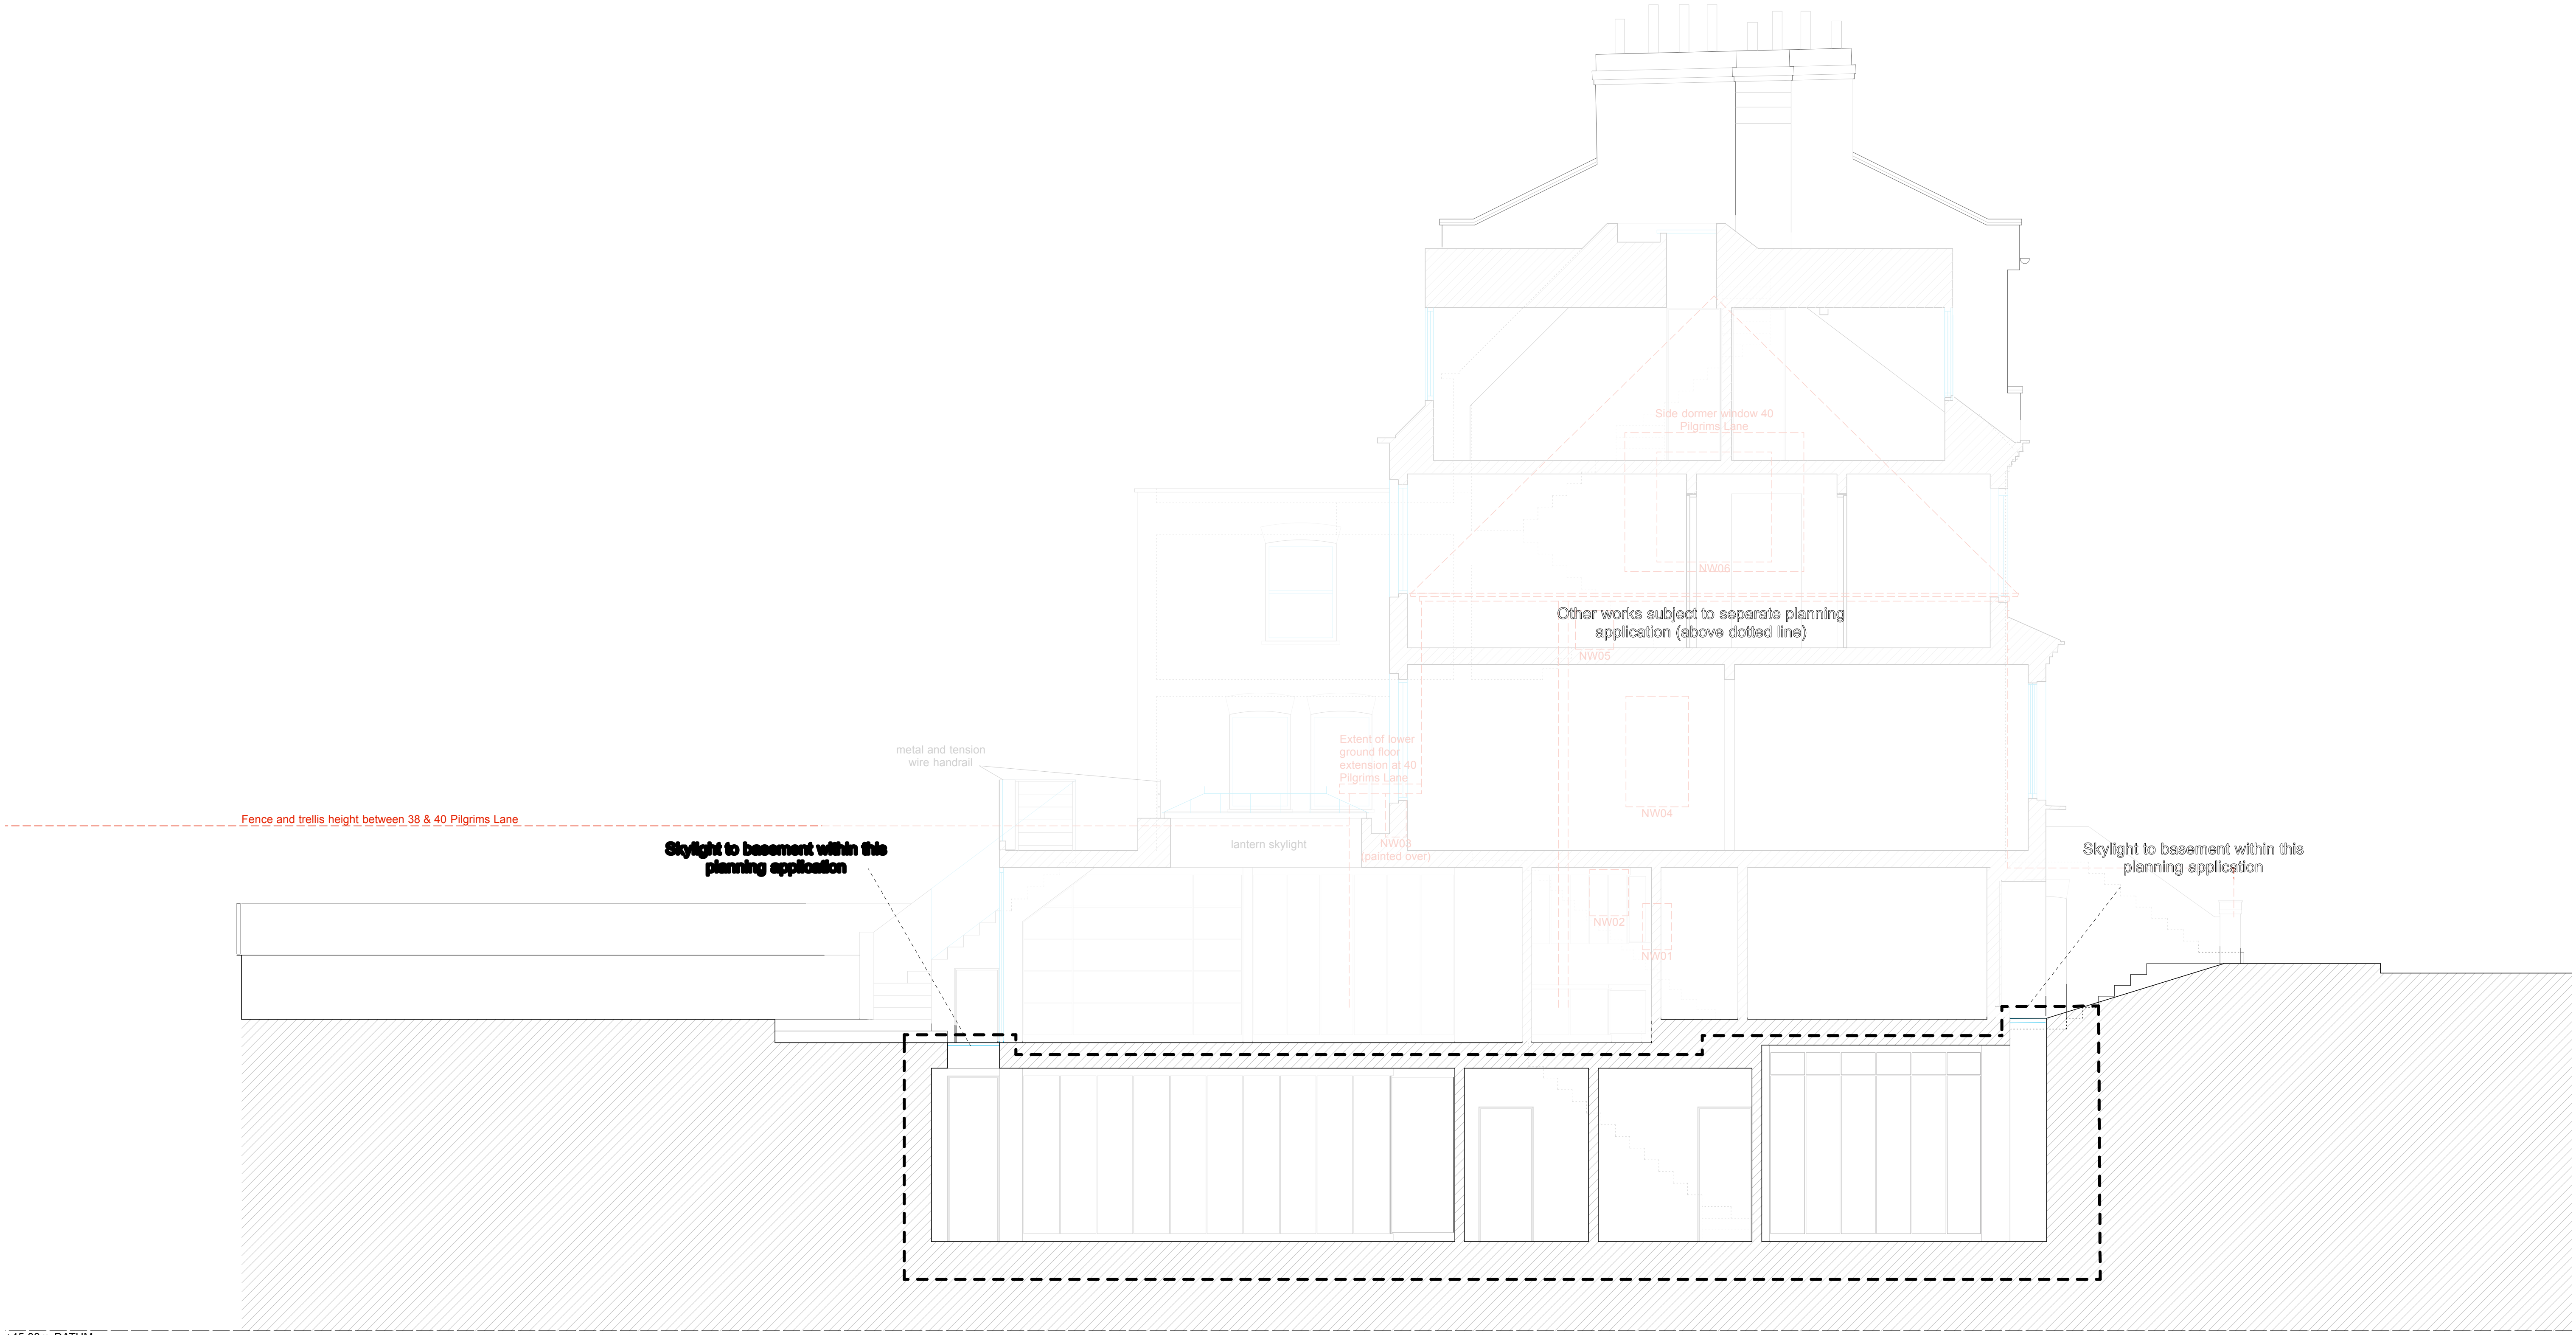 Side dormer window 40
Pilgrims Lane
NW06
Other works subject to separate planning
application (above dotted line)
NW05
metal and tension
wire handrail
Extent of lower
ground floor
extension at 40
Pilgrims Lane
NW04
Fence and trellis height between 38 & 40 Pilgrims Lane
lantern skylight
NW03
(painted over)
Skylight to basement within this
planning application
Skylight to basement within this
planning application
NW02
NW01
DATUM